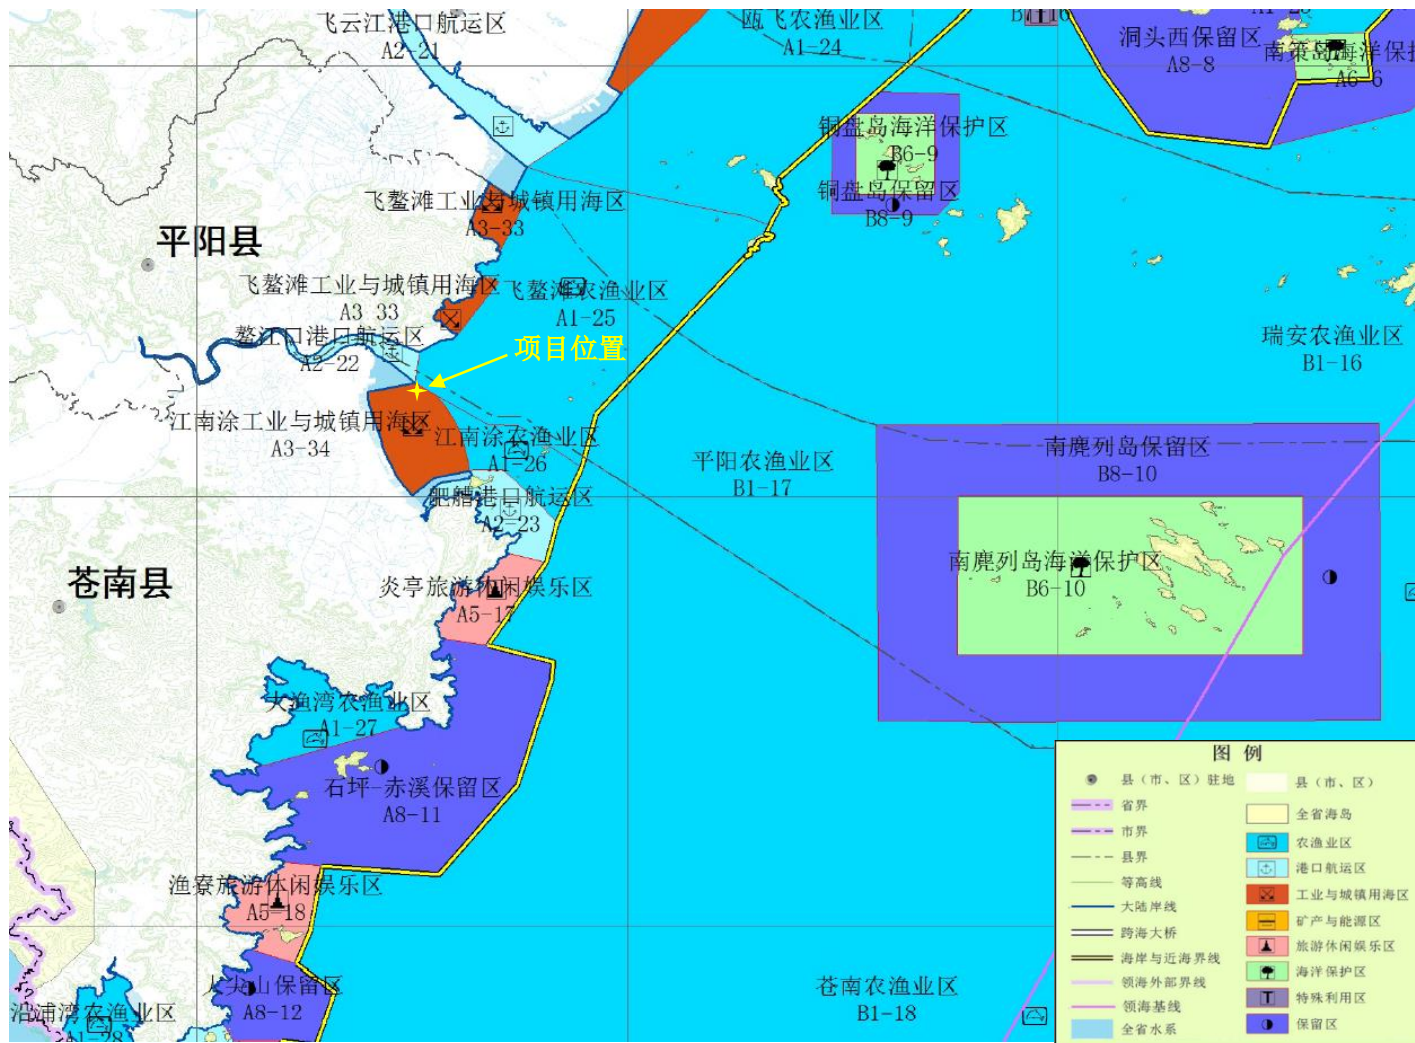 飞云江港口航运区
A2-21
瓯飞农渔业区
A1-24
洞头西保留区
A8-8
南策岛海洋保护
A6-6
铜盘岛海洋保护区
B6-9
铜盘岛保留区
B8-9
飞鳌滩工业与城镇用海区
A3-33
平阳县
飞鳌滩工业与城镇用海区
A3-33
飞鳌滩农渔业区
A1-25
鳌江口港口航运区
A2-22
项目位置
瑞安农渔业区
B1-16
江南涂工业与城镇用海区
A3-34
江南涂农渔业区
A1-26
平阳农渔业区
B1-17
南麂列岛保留区
B8-10
肥艚港口航运区
A2-23
南麂列岛海洋保护区
B6-10
苍南县
炎亭旅游休闲娱乐区
A5-17
大渔湾农渔业区
A1-27
石坪-赤溪保留区
A8-11
渔寮旅游休闲娱乐区
A5-18
大尖山保留区
A8-12
沿浦湾农渔业区
A1-28
苍南农渔业区
B1-18
图 例
县（市、区）驻地
县（市、区）
省界
全省海岛
市界
农渔业区
县界
港口航运区
等高线
工业与城镇用海区
大陆岸线
矿产与能源区
跨海大桥
旅游休闲娱乐区
海岸与近海界线
海洋保护区
领海外部界线
特殊利用区
领海基线
保留区
全省水系